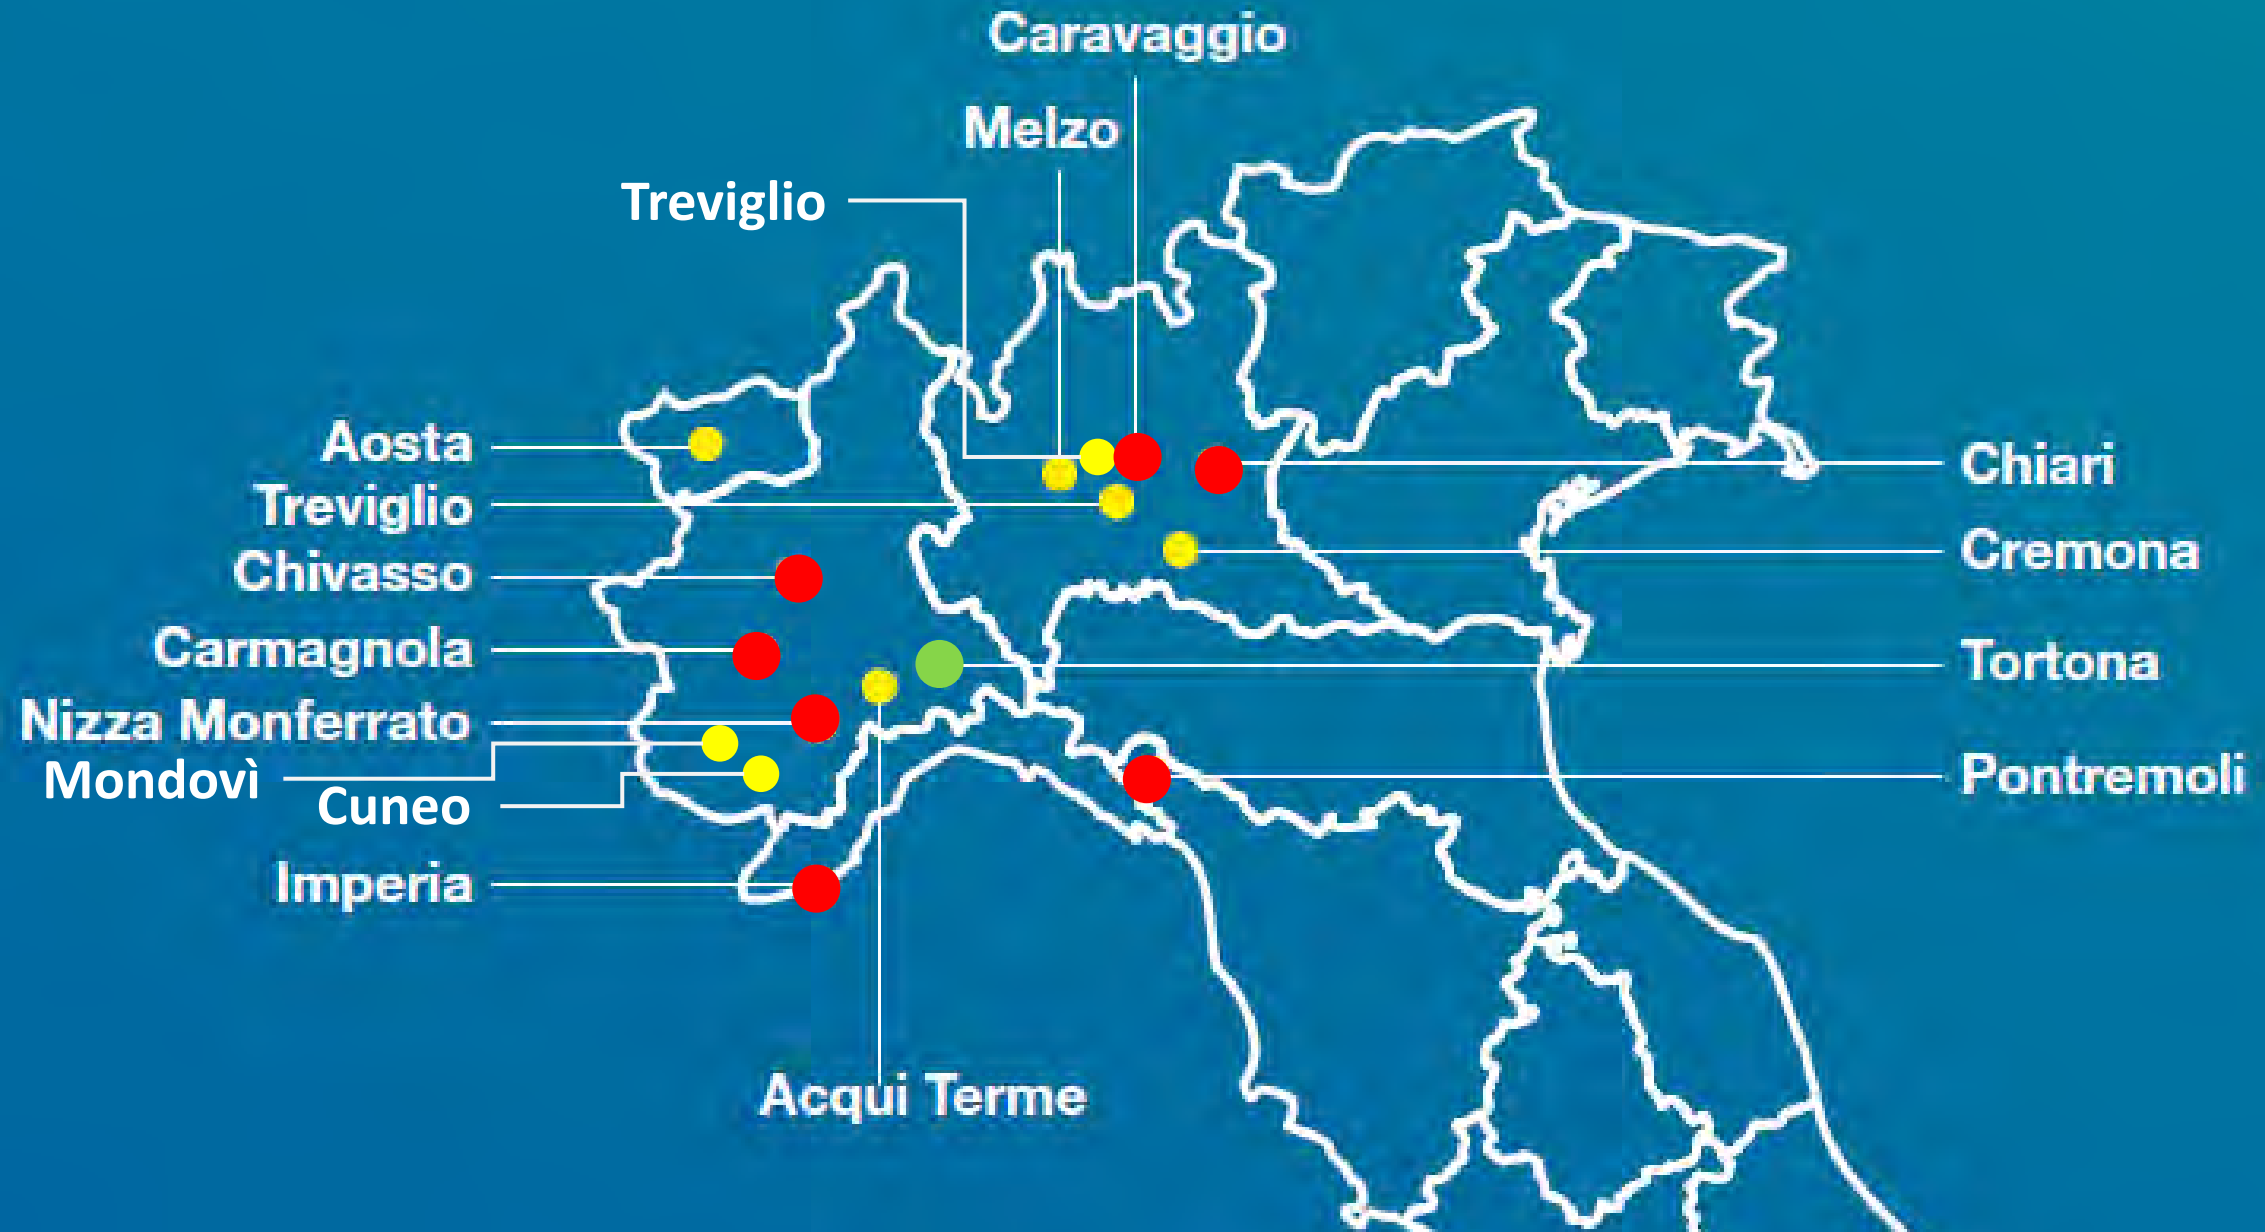 Caravaggio
Melzo
Treviglio
Aosta
Treviglio
Chivasso
Carmagnola
Nizza Monferrato
Mondovì
Cuneo
Imperia
Acqui Terme
Chiari
Cremona
Tortona
Pontremoli